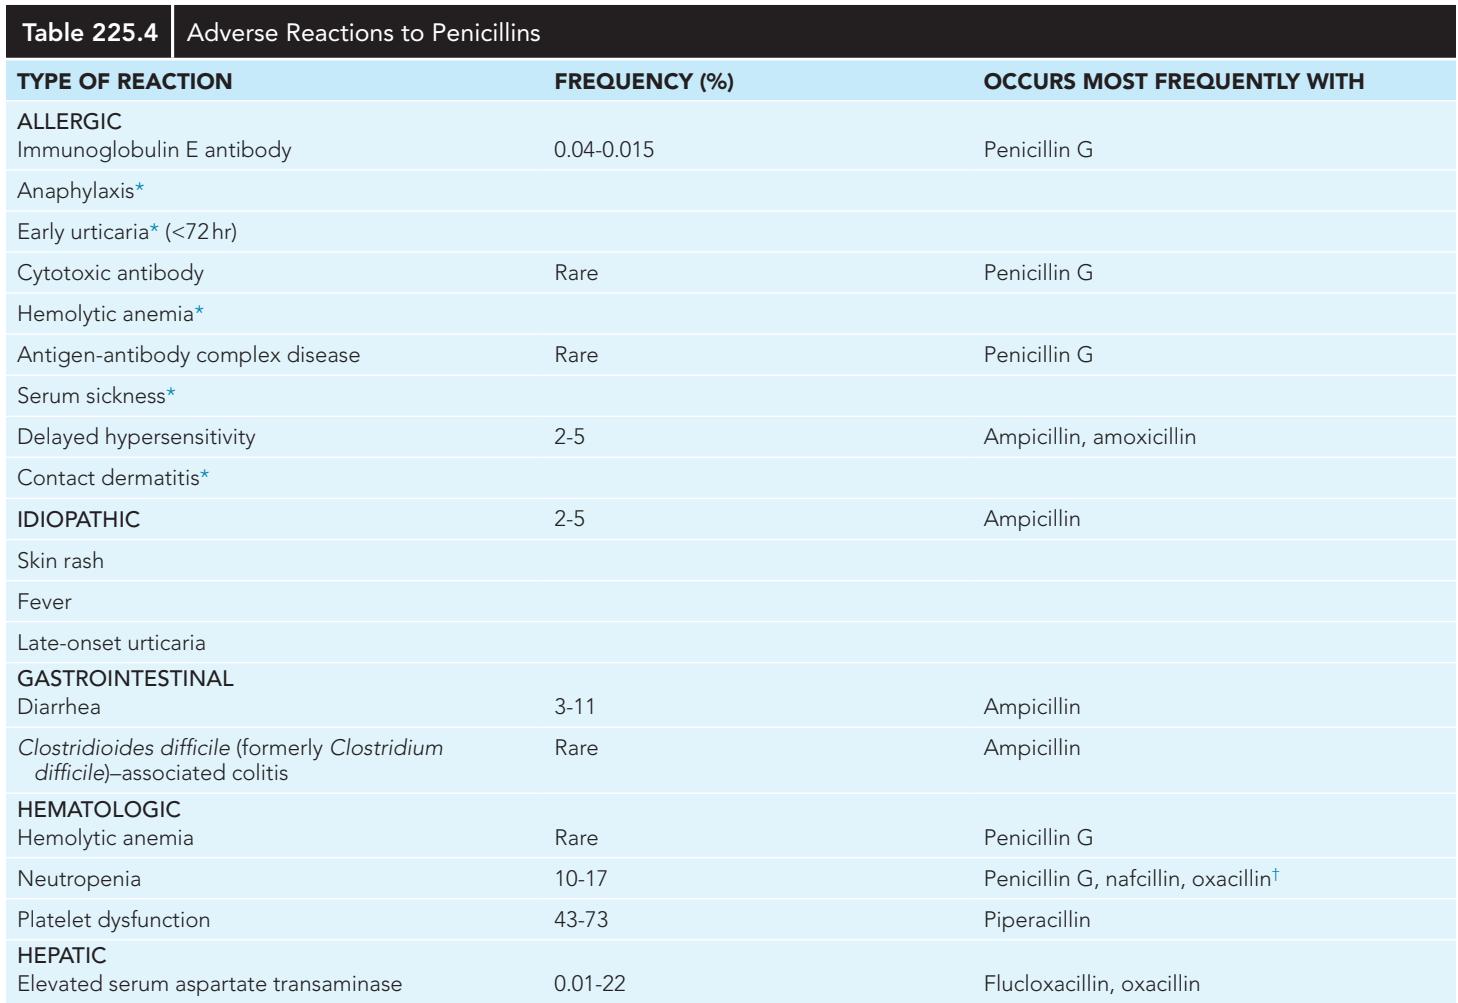 Table 225.4 Adverse Reactions to Penicillins
TYPE OF REACTION FREQUENCY (%) OCCURS MOST FREQUENTLY WITH
ALLERGIC
Immunoglobulin E antibody 0.04-0.015 Penicillin G
Anaphylaxis*
Early urticaria* (<72 hr)
Cytotoxic antibody Rare Penicillin G
Hemolytic anemia*
Antigen-antibody complex disease Rare Penicillin G
Serum sickness*
Delayed hypersensitivity 2-5 Ampicillin, amoxicillin
Contact dermatitis*
IDIOPATHIC 2-5 Ampicillin
Skin rash
Fever
Late-onset urticaria
GASTROINTESTINAL
Diarrhea 3-11 Ampicillin
Clostridioides difficile (formerly Clostridium Rare Ampicillin
difficile)–associated colitis
HEMATOLOGIC
Hemolytic anemia Rare Penicillin G
Neutropenia 10-17 Penicillin G, nafcillin, oxacillin†
Platelet dysfunction 43-73 Piperacillin
HEPATIC
Elevated serum aspartate transaminase 0.01-22 Flucloxacillin, oxacillin